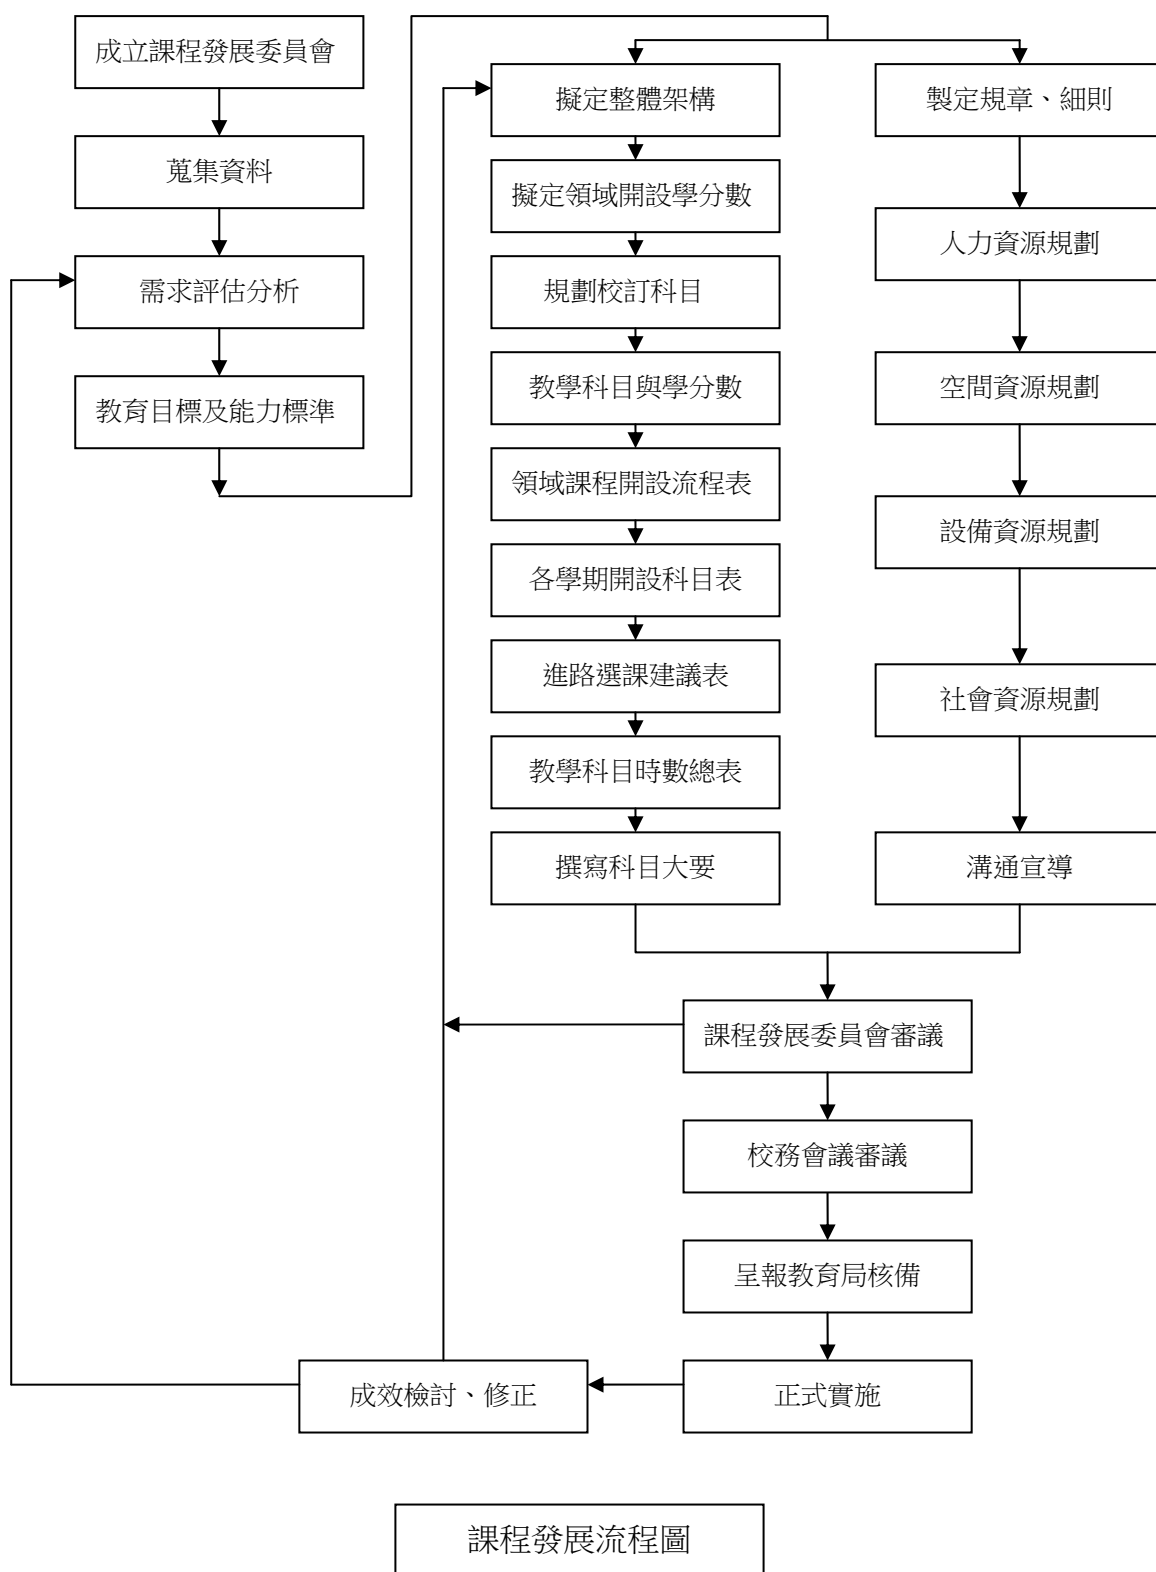 成立課程發展委員會
蒐集資料
需求評估分析
教育目標及能力標準
擬定整體架構
擬定領域開設學分數
規劃校訂科目
教學科目與學分數
領域課程開設流程表
各學期開設科目表
進路選課建議表
教學科目時數總表
撰寫科目大要
製定規章、細則
人力資源規劃
空間資源規劃
設備資源規劃
社會資源規劃
溝通宣導
課程發展委員會審議
校務會議審議
呈報教育局核備
正式實施
成效檢討、修正
課程發展流程圖